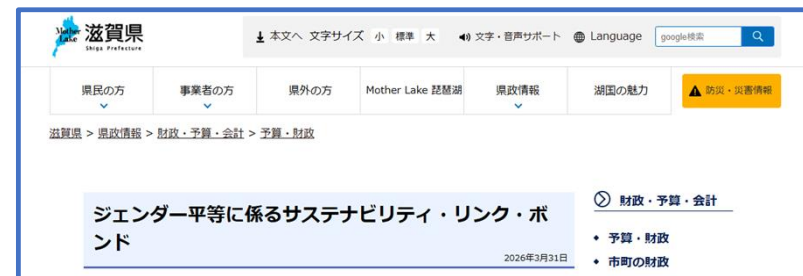 Mother Lake 滋賀県
Shiga Prefecture
本文へ 文字サイズ 小 標準 大 文字・音声サポート Language google検索
県民の方 事業者の方 県外の方 Mother Lake 琵琶湖 県政情報 湖国の魅力 防災・災害情報
滋賀県 > 県政情報 > 財政・予算・会計 > 予算・財政
財政・予算・会計
ジェンダー平等に係るサステナビリティ・リンク・ボ
ンド
2026年3月31日
・予算・財政
・市町の財政